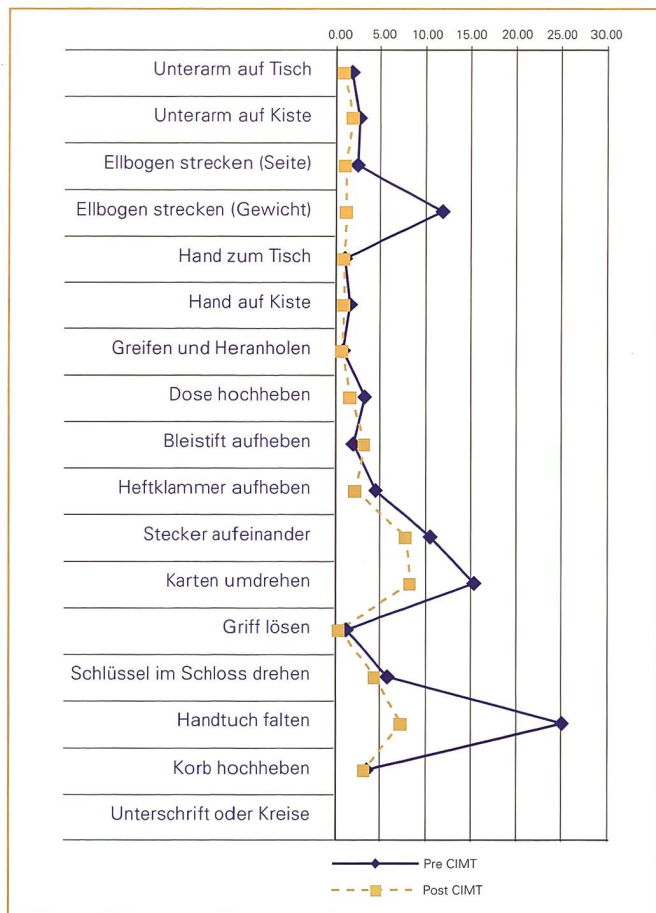 0.00 5.00 10.00 15.00 20.00 25.00 30.00
Unterarm auf Tisch
Unterarm auf Kiste
Ellbogen strecken (Seite)
Ellbogen strecken (Gewicht)
Hand zum Tisch
Hand auf Kiste
Greifen und Heranholen
Dose hochheben
Bleistift aufheben
Heftklammer aufheben
Stecker aufeinander
Karten umdrehen
Griff lösen
Schlüssel im Schloss drehen
Handtuch falten
Korb hochheben
Unterschrift oder Kreise
Pre CIMT
Post CIMT